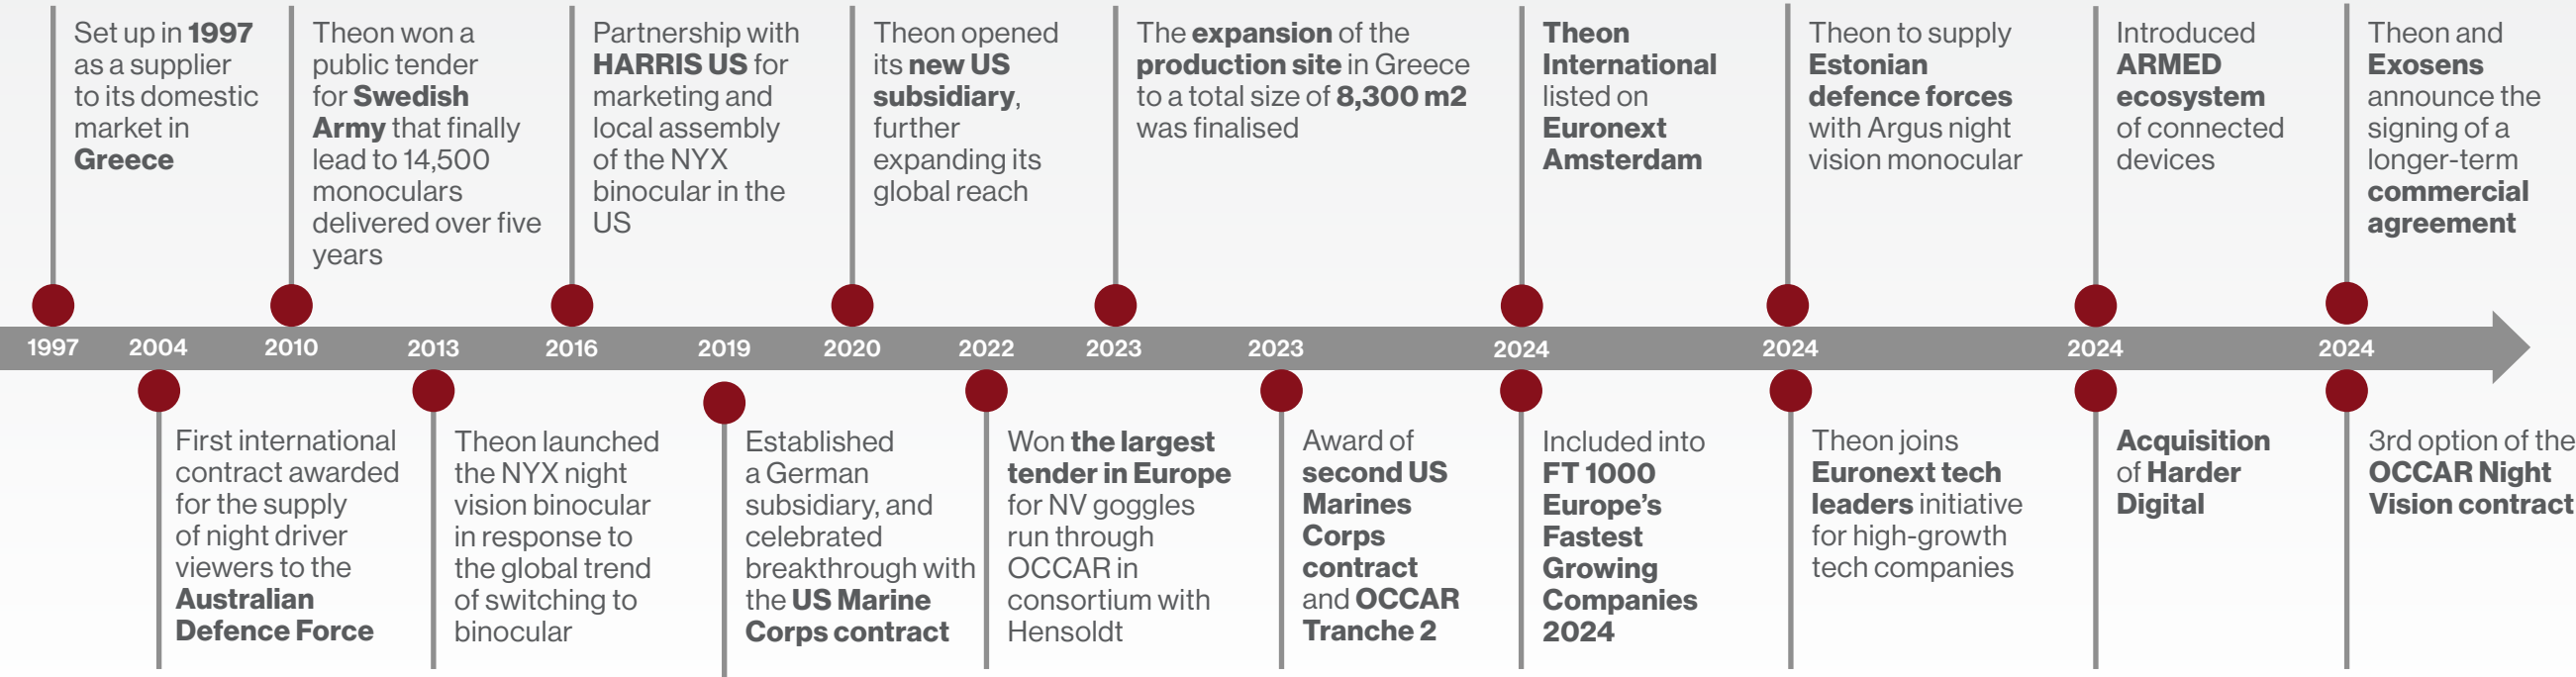 Set up in 1997
as a supplier
to its domestic
market in
Greece
Theon won a
public tender
for Swedish
Army that finally
lead to 14,500
monoculars
delivered over five
years
Partnership with
HARRIS US for
marketing and
local assembly
of the NYX
binocular in the
US
Theon opened
its new US
subsidiary,
further
expanding its
global reach
The expansion of the
production site in Greece
to a total size of 8,300 m2
was finalised
Theon
International
listed on
Euronext
Amsterdam
Theon to supply
Estonian
defence forces
with Argus night
vision monocular
Introduced
ARMED
ecosystem
of connected
devices
Theon and
Exosens
announce the
signing of a
longer-term
commercial
agreement
1997 2004 2010 2013 2016 2019 2020 2022 2023 2023 2024 2024 2024 2024
First international
contract awarded
for the supply
of night driver
viewers to the
Australian
Defence Force
Theon launched
the NYX night
vision binocular
in response to
the global trend
of switching to
binocular
Established
a German
subsidiary, and
celebrated
breakthrough with
the US Marine
Corps contract
Won the largest
tender in Europe
for NV goggles
run through
OCCAR in
consortium with
Hensoldt
Award of
second US
Marines
Corps
contract
and OCCAR
Tranche 2
Included into
FT 1000
Europe's
Fastest
Growing
Companies
2024
Theon joins
Euronext tech
leaders initiative
for high-growth
tech companies
Acquisition
of Harder
Digital
3rd option of the
OCCAR Night
Vision contract